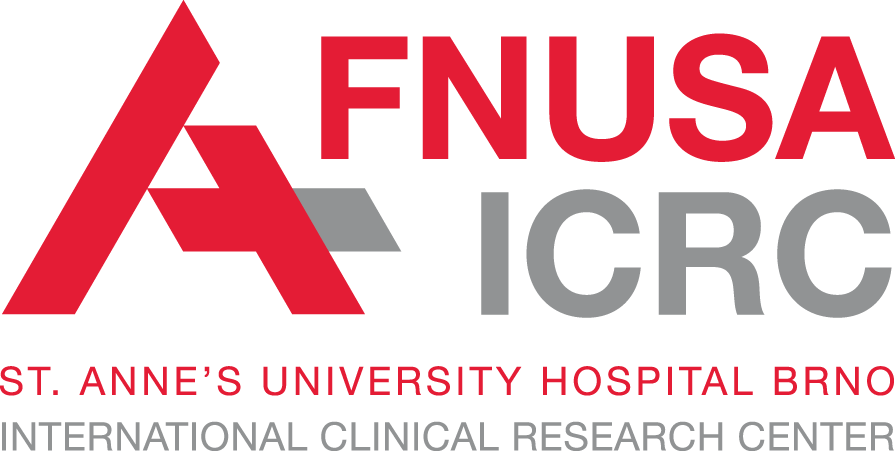 FNUSA
ICRC
ST. ANNE’S UNIVERSITY HOSPITAL BRNO
INTERNATIONAL CLINICAL RESEARCH CENTER